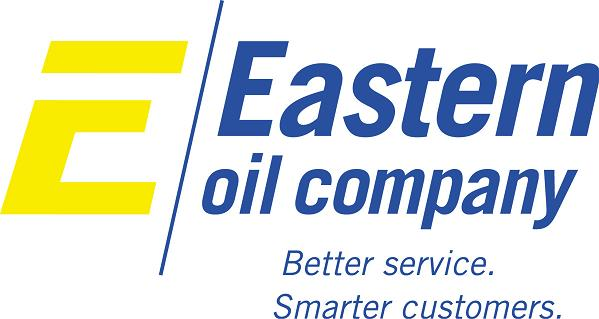 E
Eastern
oil company
Better service.
Smarter customers.